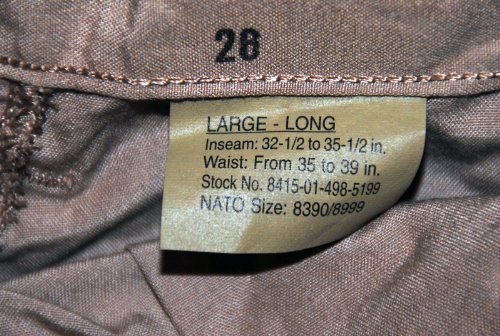 26
LARGE - LONG
Inseam: 32-1/2 to 35-1/2 in.
Waist: From 35 to 39 in.
Stock No. 8415-01-498-5199
NATO Size: 8390/8999